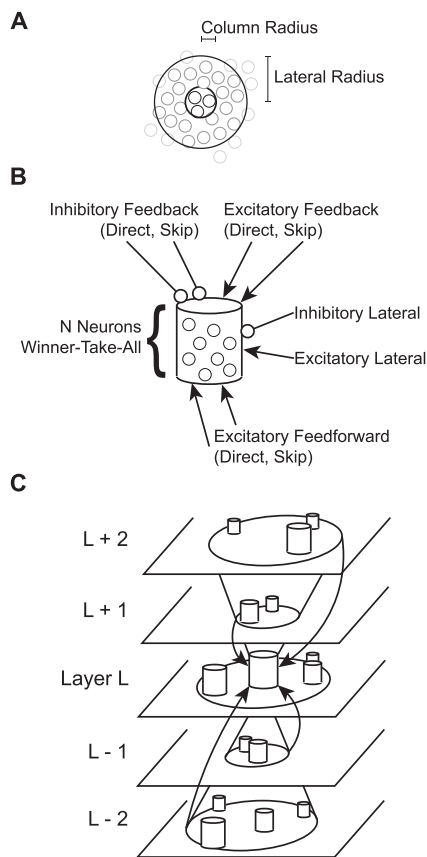 A
Column Radius
Lateral Radius
B
Inhibitory Feedback
(Direct, Skip)
Excitatory Feedback
(Direct, Skip)
N Neurons
Winner-Take-All
Inhibitory Lateral
Excitatory Lateral
Excitatory Feedforward
(Direct, Skip)
C
L + 2
L + 1
Layer L
L - 1
L - 2